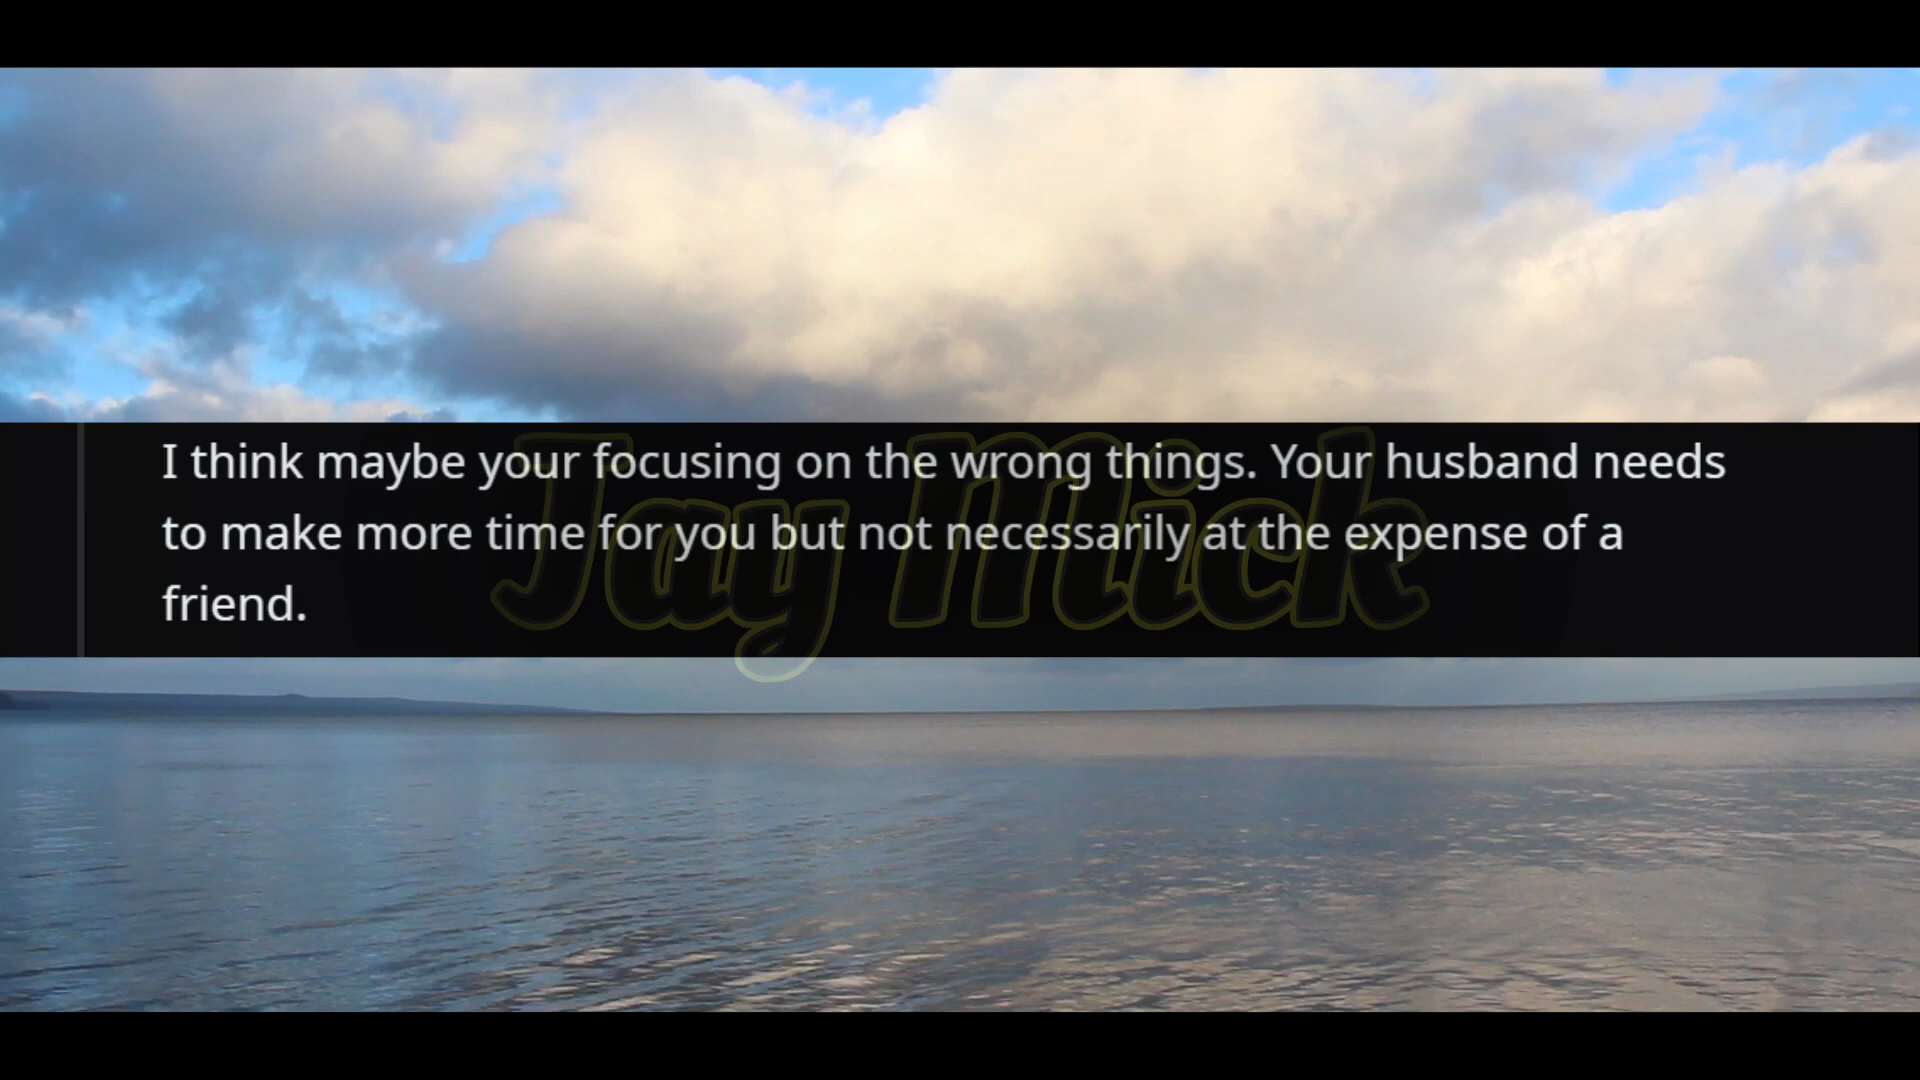 I think maybe your focusing on the wrong things. Your husband needs
to make more time for you but not necessarily at the expense of a
friend.
Jay Mick